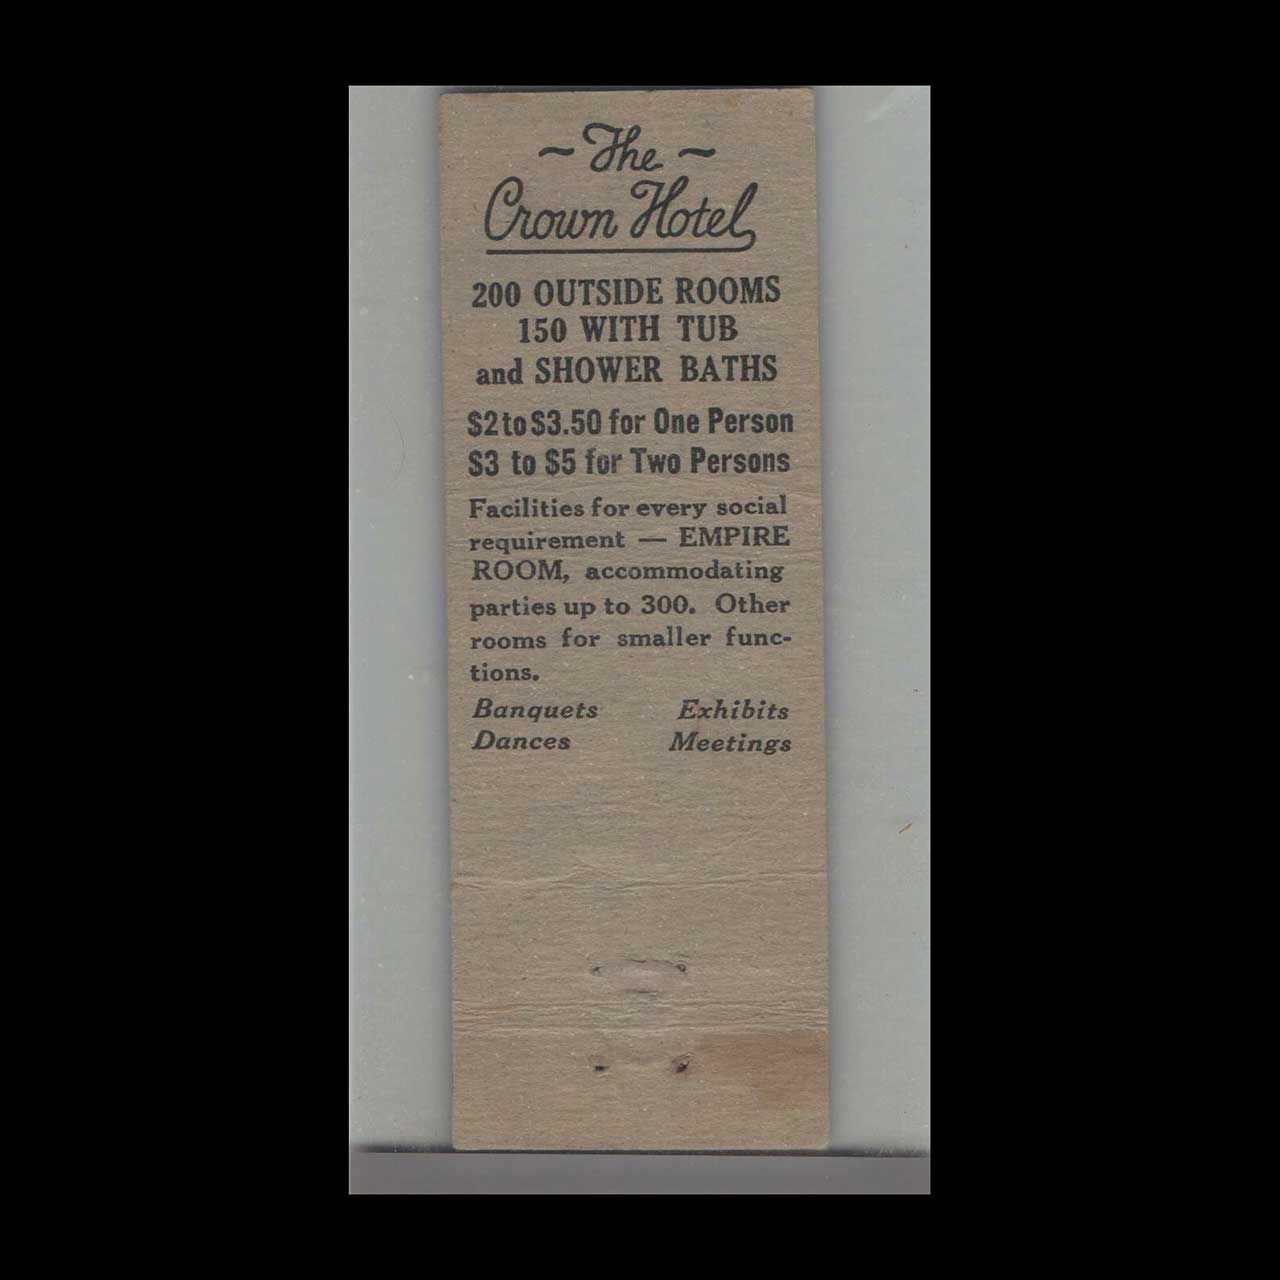 ~ The ~
Crown Hotel
200 OUTSIDE ROOMS
150 WITH TUB
and SHOWER BATHS
$2 to $3.50 for One Person
$3 to $5 for Two Persons
Facilities for every social
requirement — EMPIRE
ROOM, accommodating
parties up to 300. Other
rooms for smaller func-
tions.
Banquets Exhibits
Dances Meetings